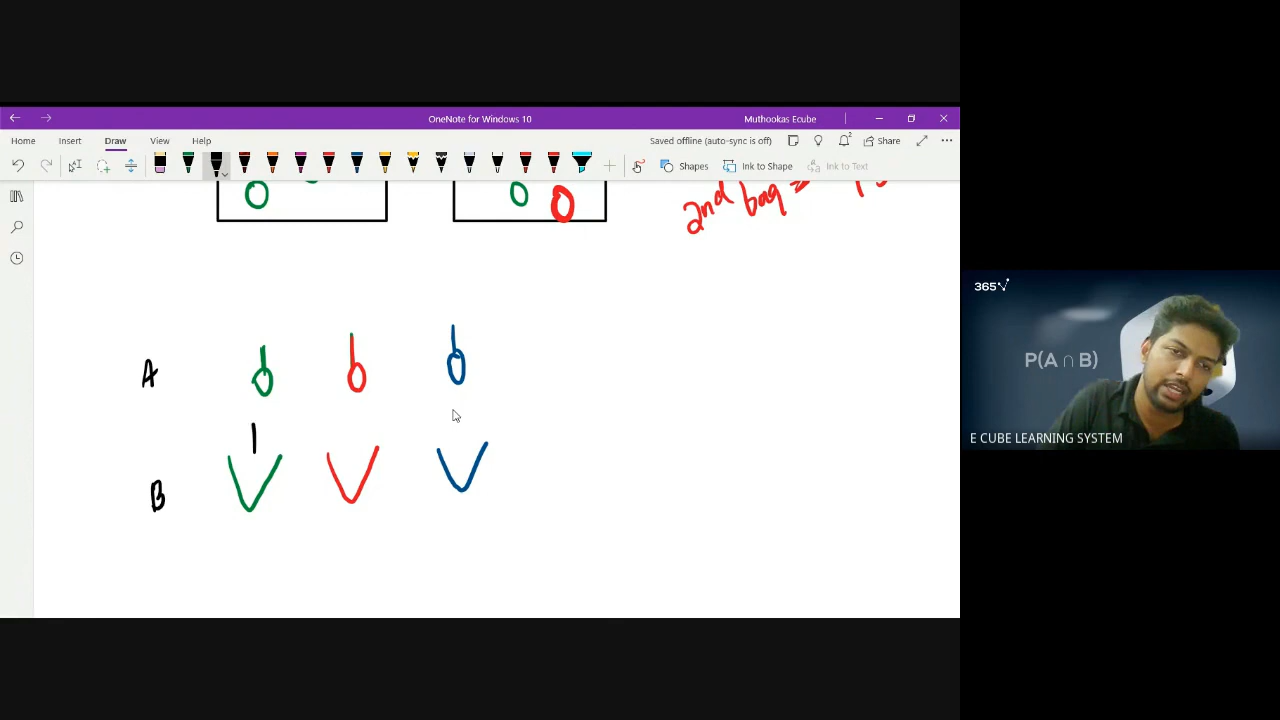 OneNote for Windows 10
Muthookas Ecube
Home Insert Draw View Help
Saved offline (auto-sync is off)
Share
Shapes
Ink to Shape
Ink to Text
2nd bag =
365
P(A ∩ B)
A
B
E CUBE LEARNING SYSTEM